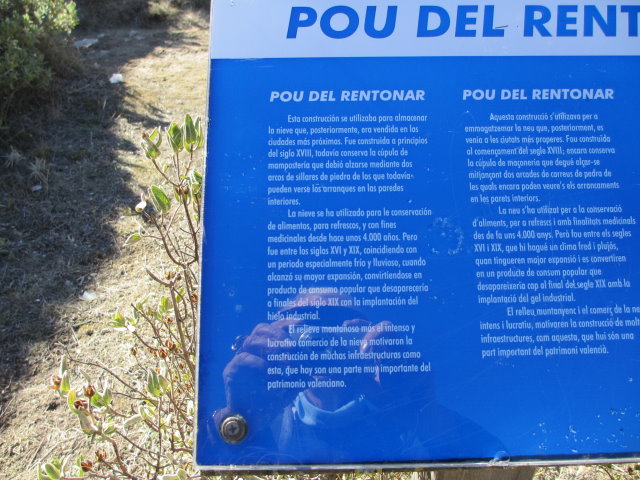 POU DEL RENT
POU DEL RENTONAR
Esta construcción se utilizaba para almacenar
la nieve que, posteriormente, era vendida en las
ciudades más próximas. Fue construida a principios
del siglo XVIII, todavía conserva la cúpula de
mampostería que debió alzarse mediante dos
arcos de sillares de piedra de los que todavía
pueden verse los arranques en las paredes
interiores.
La nieve se ha utilizado para le conservación
de alimentos, para refrescos, y con fines
medicinales desde hace unos 4.000 años. Pero
fue entre los siglos XVI y XIX, coincidiendo con
un periodo especialmente frío y lluvioso, cuando
alcanzó su mayor expansión, convirtiendose en
producto de consumo popular que desaparecería
a finales del siglo XIX con la implantación del
hielo industrial.
El relieve montañoso más el intenso y
lucrativo comercio de la nieve, motivaron la
construcción de muchos infraestructuras como
esta, que hoy son una parte muy importante del
patrimonio valenciano.
POU DEL RENTONAR
Aquesta construcció s'utilitzava per a
emmagatzemar la neu que, posteriorment, es
venia a les ciutats més properes. Fou construida
al començament del segle XVIII; encara conserva
la cúpula de maçoneria que degué alçar-se
mitjançant dos arcades de carreus de pedra de
les quals encara poden veure's els arrancaments
en les parets interiors.
La neu s'ha utilitzat per a la conservació
d'aliments, per a refrescs i amb finalitats medicinals
des de fa uns 4.000 anys. Però fou entre els segles
XVI i XIX, que hi hagué un clima fred i plujós,
quan tingueren major expansió i es convertiren
en un producte de consum popular que
desapareixeria cap al final del segle XIX amb la
implantació del gel industrial.
El relleu muntanyenc i el comerç de la ne
intens i lucratiu, motivaren la construcció de molt
infraestructures, com aquesta, que hui són una
part important del patrimoni valencià.